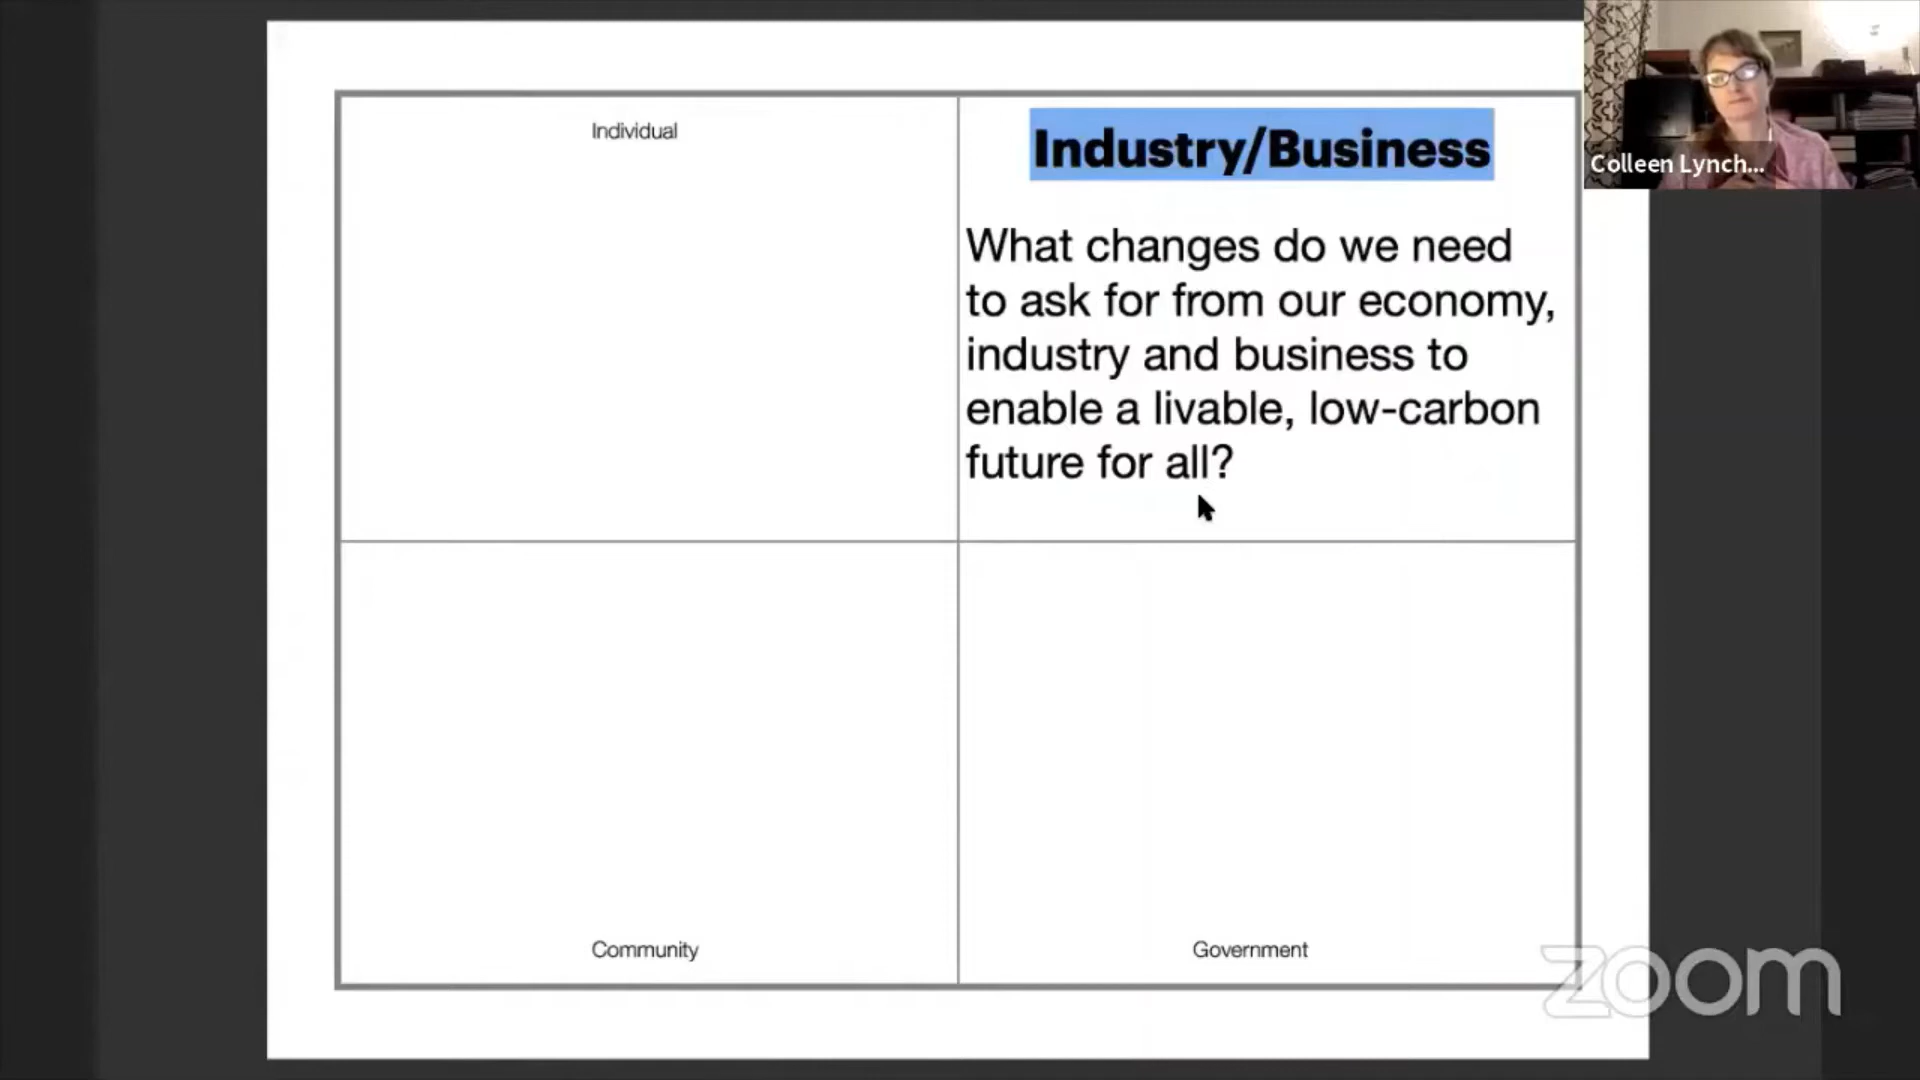 Individual
Industry/Business
What changes do we need
to ask for from our economy,
industry and business to
enable a livable, low-carbon
future for all?
Colleen Lynch...
Community
Government
zoom